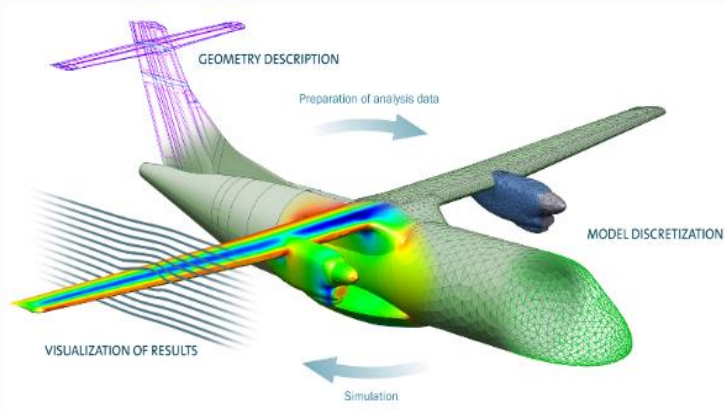 GEOMETRY DESCRIPTION
Preparation of analysis data
MODEL DISCRETIZATION
VISUALIZATION OF RESULTS
Simulation